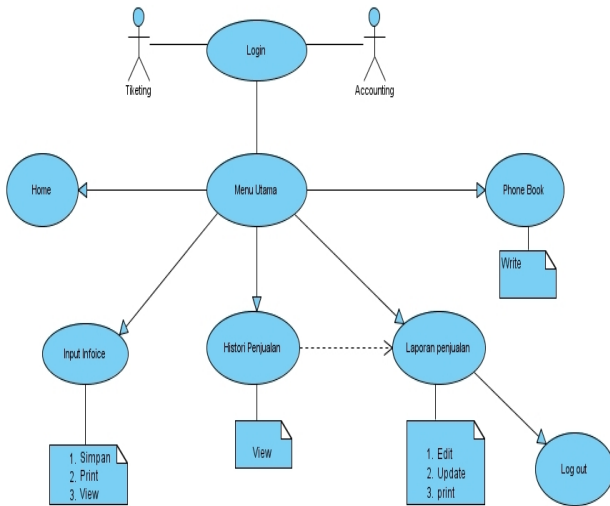 Login
Tiketing
Accounting
Home
Menu Utama
Phone Book
Write
Input Infoice
Histori Penjualan
Laporan penjualan
1. Simpan
2. Print
3. View
View
1. Edit
2. Update
3. print
Log out